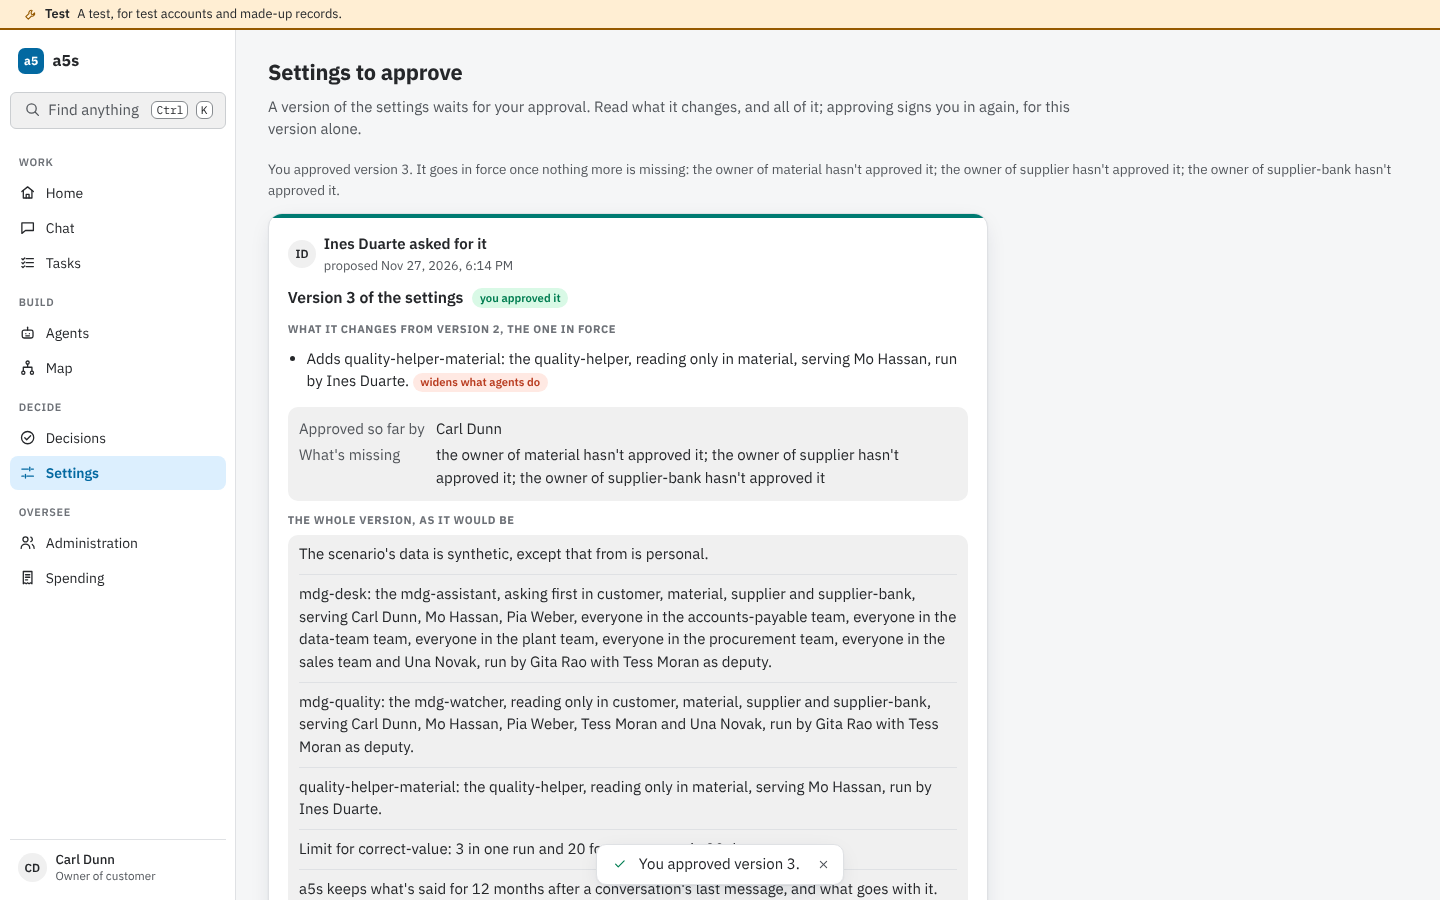 Test A test, for test accounts and made-up records.
a5 a5s
Find anything Ctrl K
WORK
Home
Chat
Tasks
BUILD
Agents
Map
DECIDE
Decisions
Settings
OVERSEE
Administration
Spending
CD Carl Dunn
Owner of customer
Settings to approve
A version of the settings waits for your approval. Read what it changes, and all of it; approving signs you in again, for this
version alone.
You approved version 3. It goes in force once nothing more is missing: the owner of material hasn't approved it; the owner of supplier hasn't approved it; the owner of supplier-bank hasn't
approved it.
ID Ines Duarte asked for it
proposed Nov 27, 2026, 6:14 PM
Version 3 of the settings you approved it
WHAT IT CHANGES FROM VERSION 2, THE ONE IN FORCE
• Adds quality-helper-material: the quality-helper, reading only in material, serving Mo Hassan, run
by Ines Duarte. widens what agents do
Approved so far by Carl Dunn
What's missing the owner of material hasn't approved it; the owner of supplier hasn't
approved it; the owner of supplier-bank hasn't approved it
THE WHOLE VERSION, AS IT WOULD BE
The scenario's data is synthetic, except that from is personal.
mdg-desk: the mdg-assistant, asking first in customer, material, supplier and supplier-bank,
serving Carl Dunn, Mo Hassan, Pia Weber, everyone in the accounts-payable team, everyone in the
data-team team, everyone in the plant team, everyone in the procurement team, everyone in the
sales team and Una Novak, run by Gita Rao with Tess Moran as deputy.
mdg-quality: the mdg-watcher, reading only in customer, material, supplier and supplier-bank,
serving Carl Dunn, Mo Hassan, Pia Weber, Tess Moran and Una Novak, run by Gita Rao with Tess
Moran as deputy.
quality-helper-material: the quality-helper, reading only in material, serving Mo Hassan, run by
Ines Duarte.
Limit for correct-value: 3 in one run and 20
You approved version 3.
a5s keeps what's said for 12 months after a conversation's last message, and what goes with it.